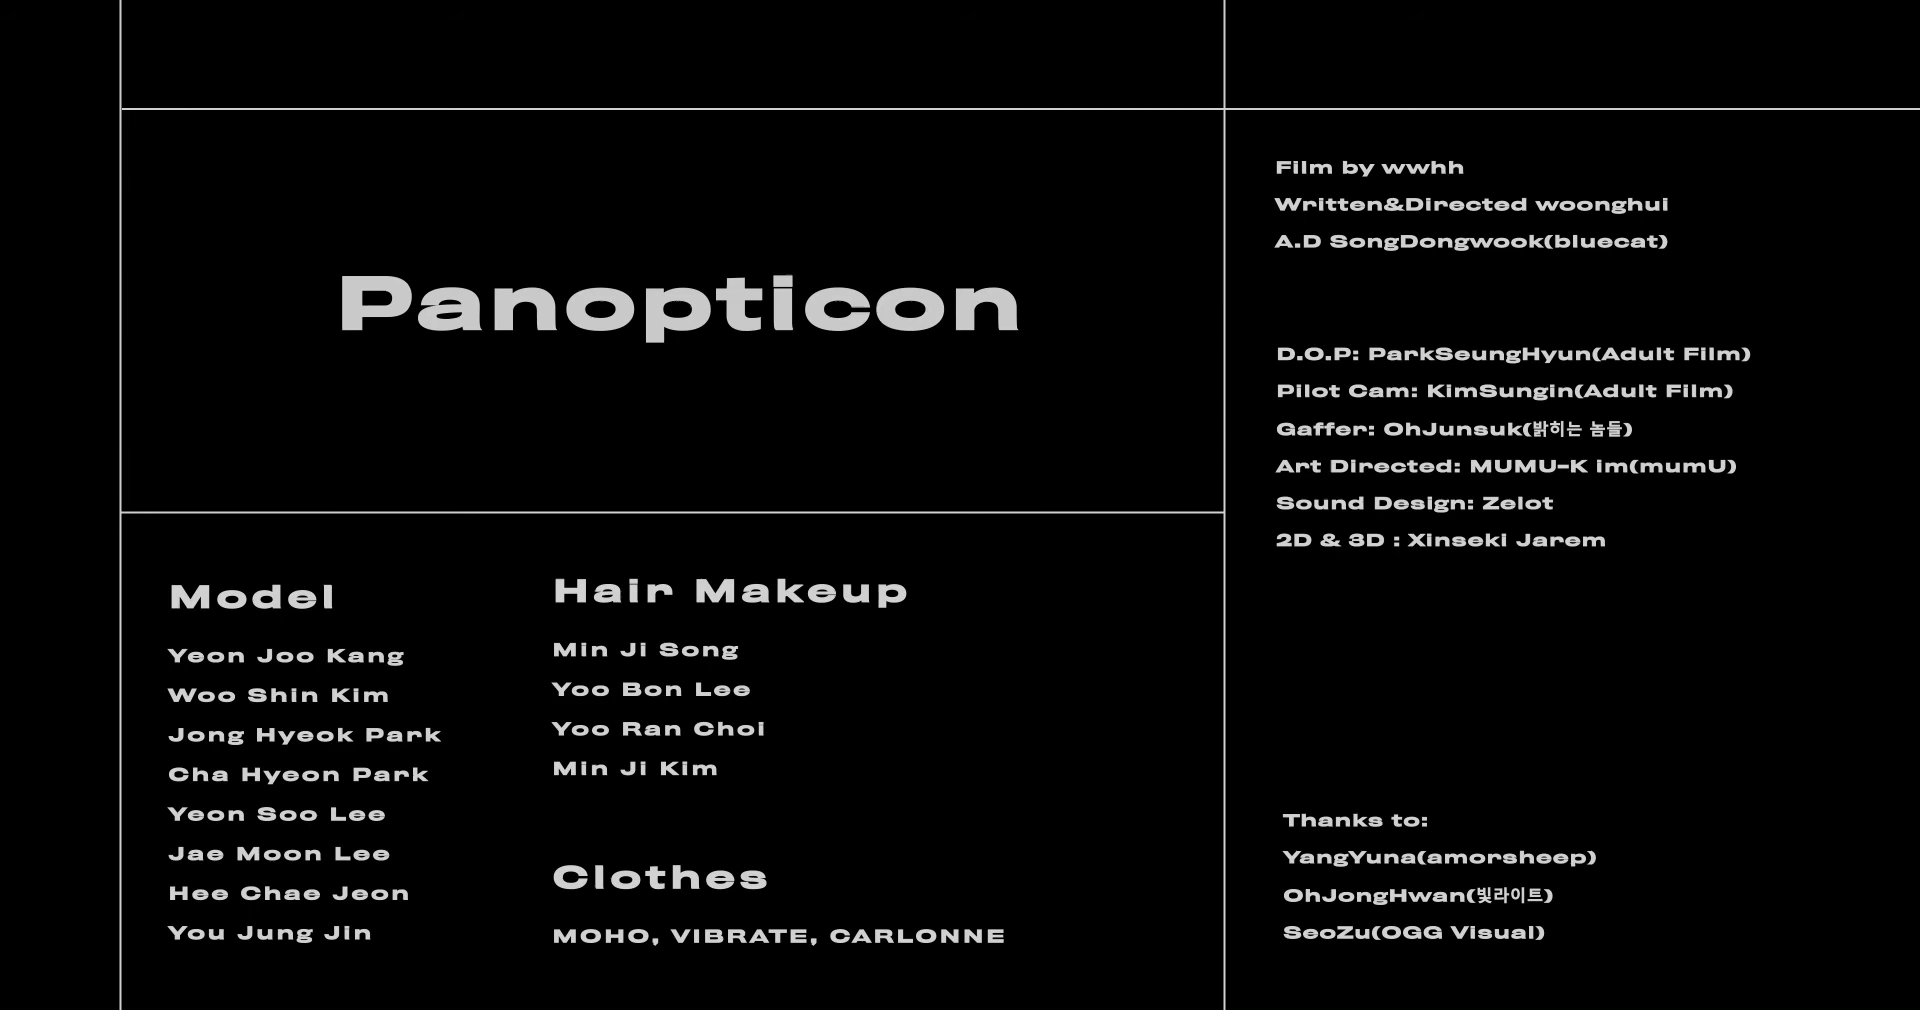 Panopticon
Model
Yeon Joo Kang
Woo Shin Kim
Jong Hyeok Park
Cha Hyeon Park
Yeon Soo Lee
Jae Moon Lee
Hee Chae Jeon
You Jung Jin
Hair Makeup
Min Ji Song
Yoo Bon Lee
Yoo Ran Choi
Min Ji Kim
Clothes
MOHO, VIBRATE, CARLONNE
Film by wwhh
Written&Directed woonghui
A.D SongDongwook(bluecat)
D.O.P: ParkSeungHyun(Adult Film)
Pilot Cam: KimSungin(Adult Film)
Gaffer: OhJunsuk(밝히는 놈들)
Art Directed: MUMU-K im(mumU)
Sound Design: Zelot
2D & 3D : Xinseki Jarem
Thanks to:
YangYuna(amorsheep)
OhJongHwan(빛라이트)
SeoZu(OGG Visual)